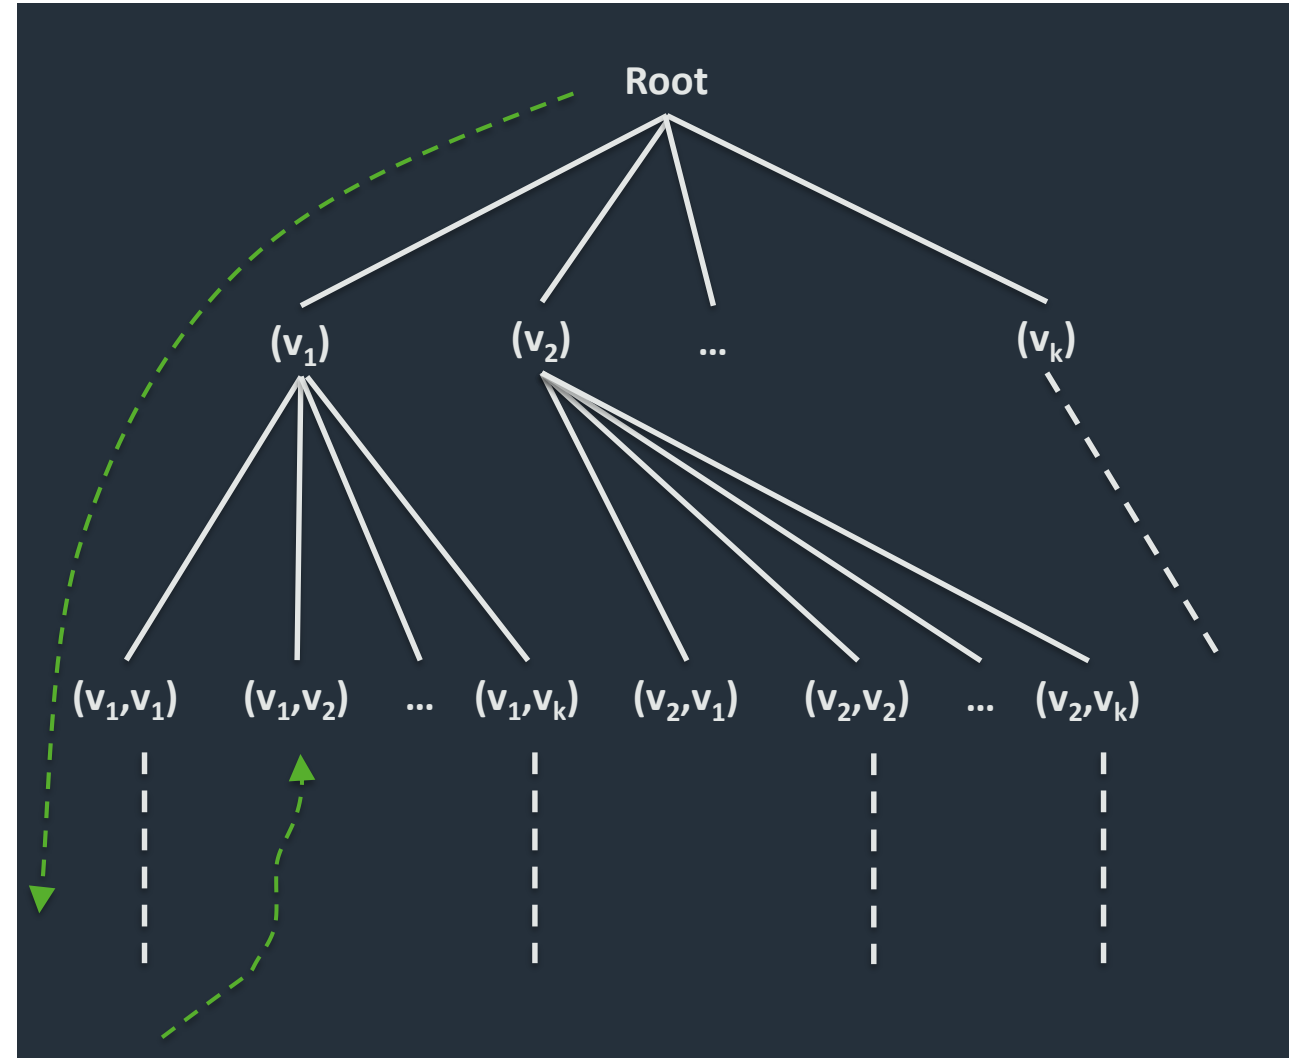 Root
(v₁) (v₂) ... (vₖ)
(v₁,v₁) (v₁,v₂) ... (v₁,vₖ) (v₂,v₁) (v₂,v₂) ... (v₂,vₖ)